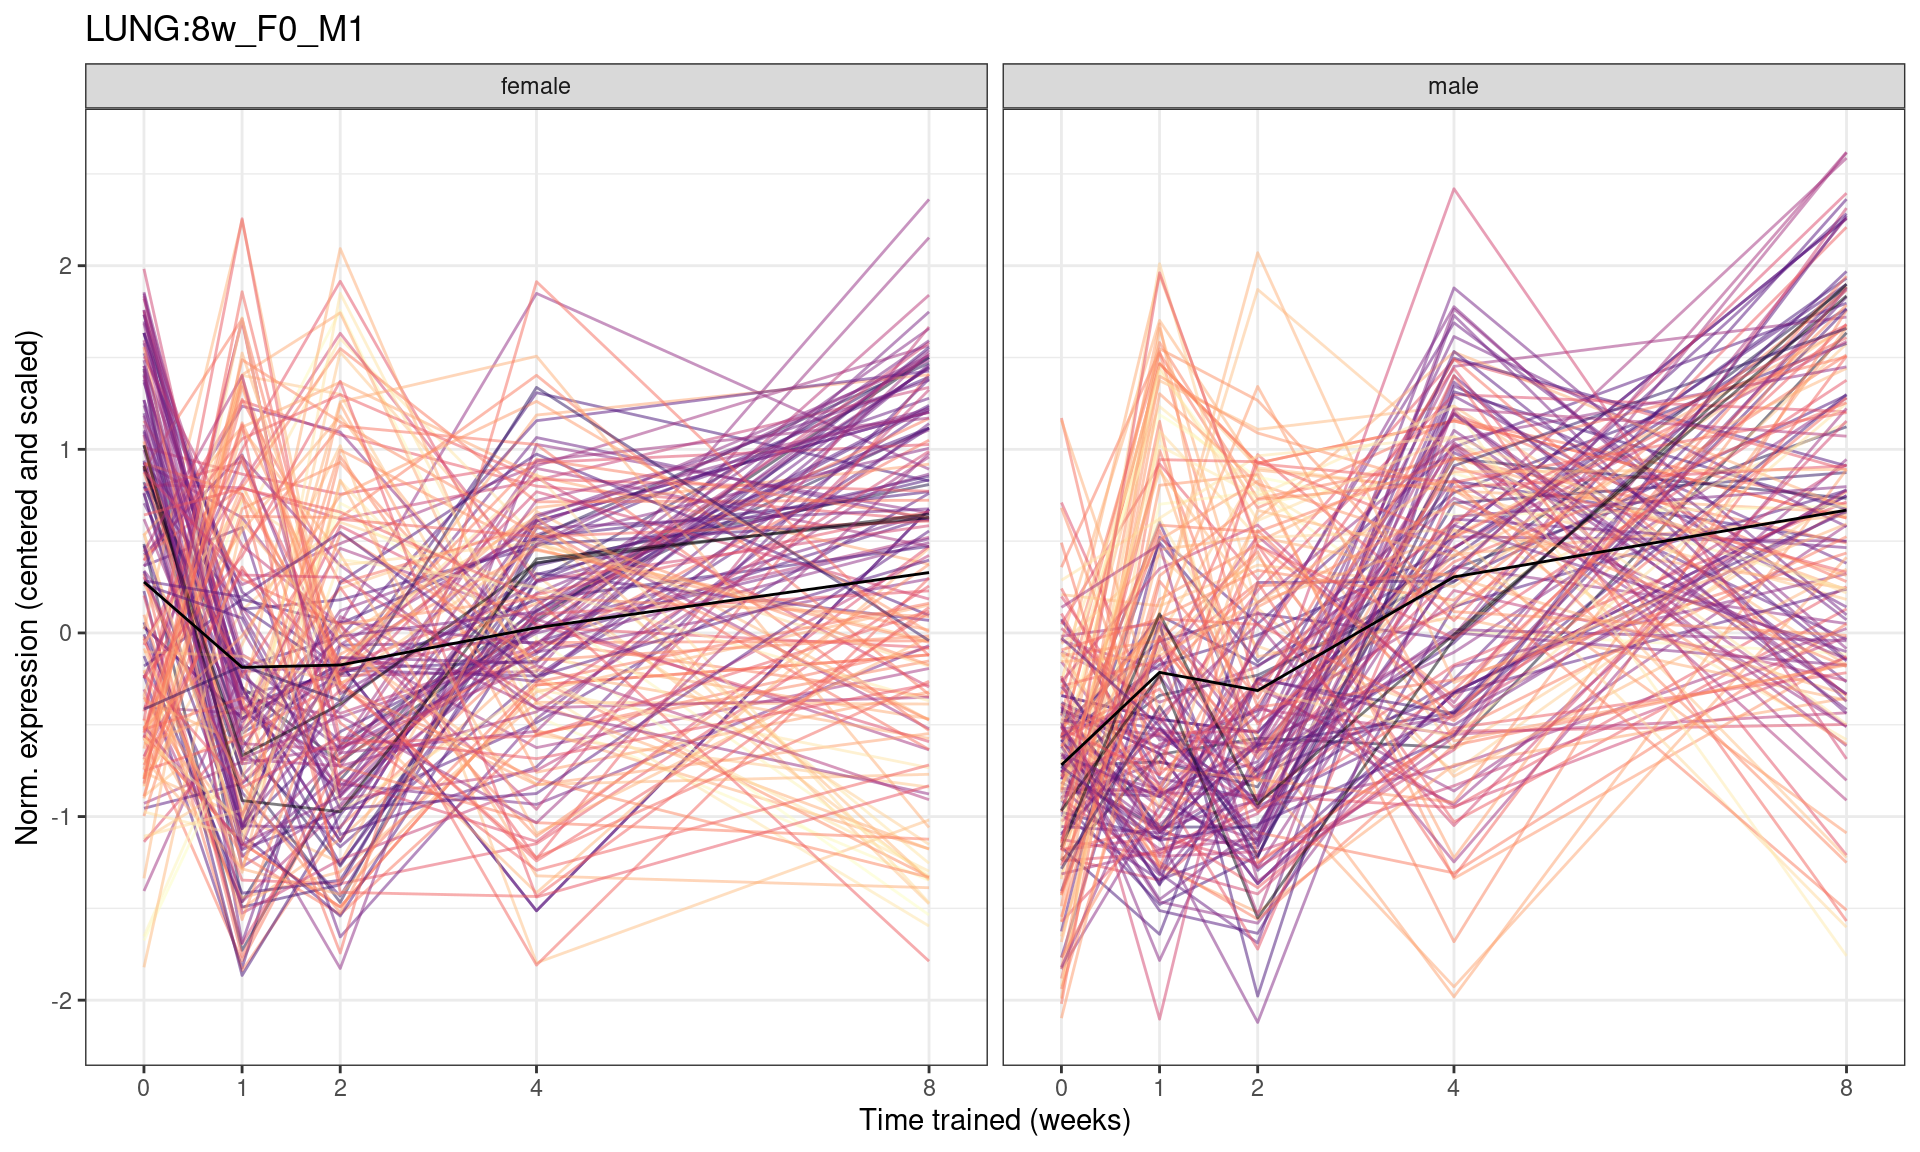 LUNG:8w_F0_M1
female
male
Norm. expression (centered and scaled)
2
1
0
-1
-2
0 1 2 4 8
0 1 2 4 8
Time trained (weeks)